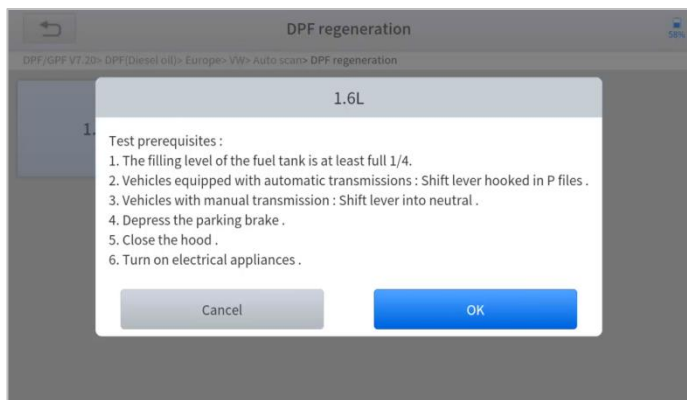 DPF regeneration
58%
DPF/GPF V7.20> DPF(Diesel oil)> Europe> VW> Auto scan> DPF regeneration
1.6L
1.
Test prerequisites :
1. The filling level of the fuel tank is at least full 1/4.
2. Vehicles equipped with automatic transmissions : Shift lever hooked in P files .
3. Vehicles with manual transmission : Shift lever into neutral .
4. Depress the parking brake .
5. Close the hood .
6. Turn on electrical appliances .
Cancel
OK